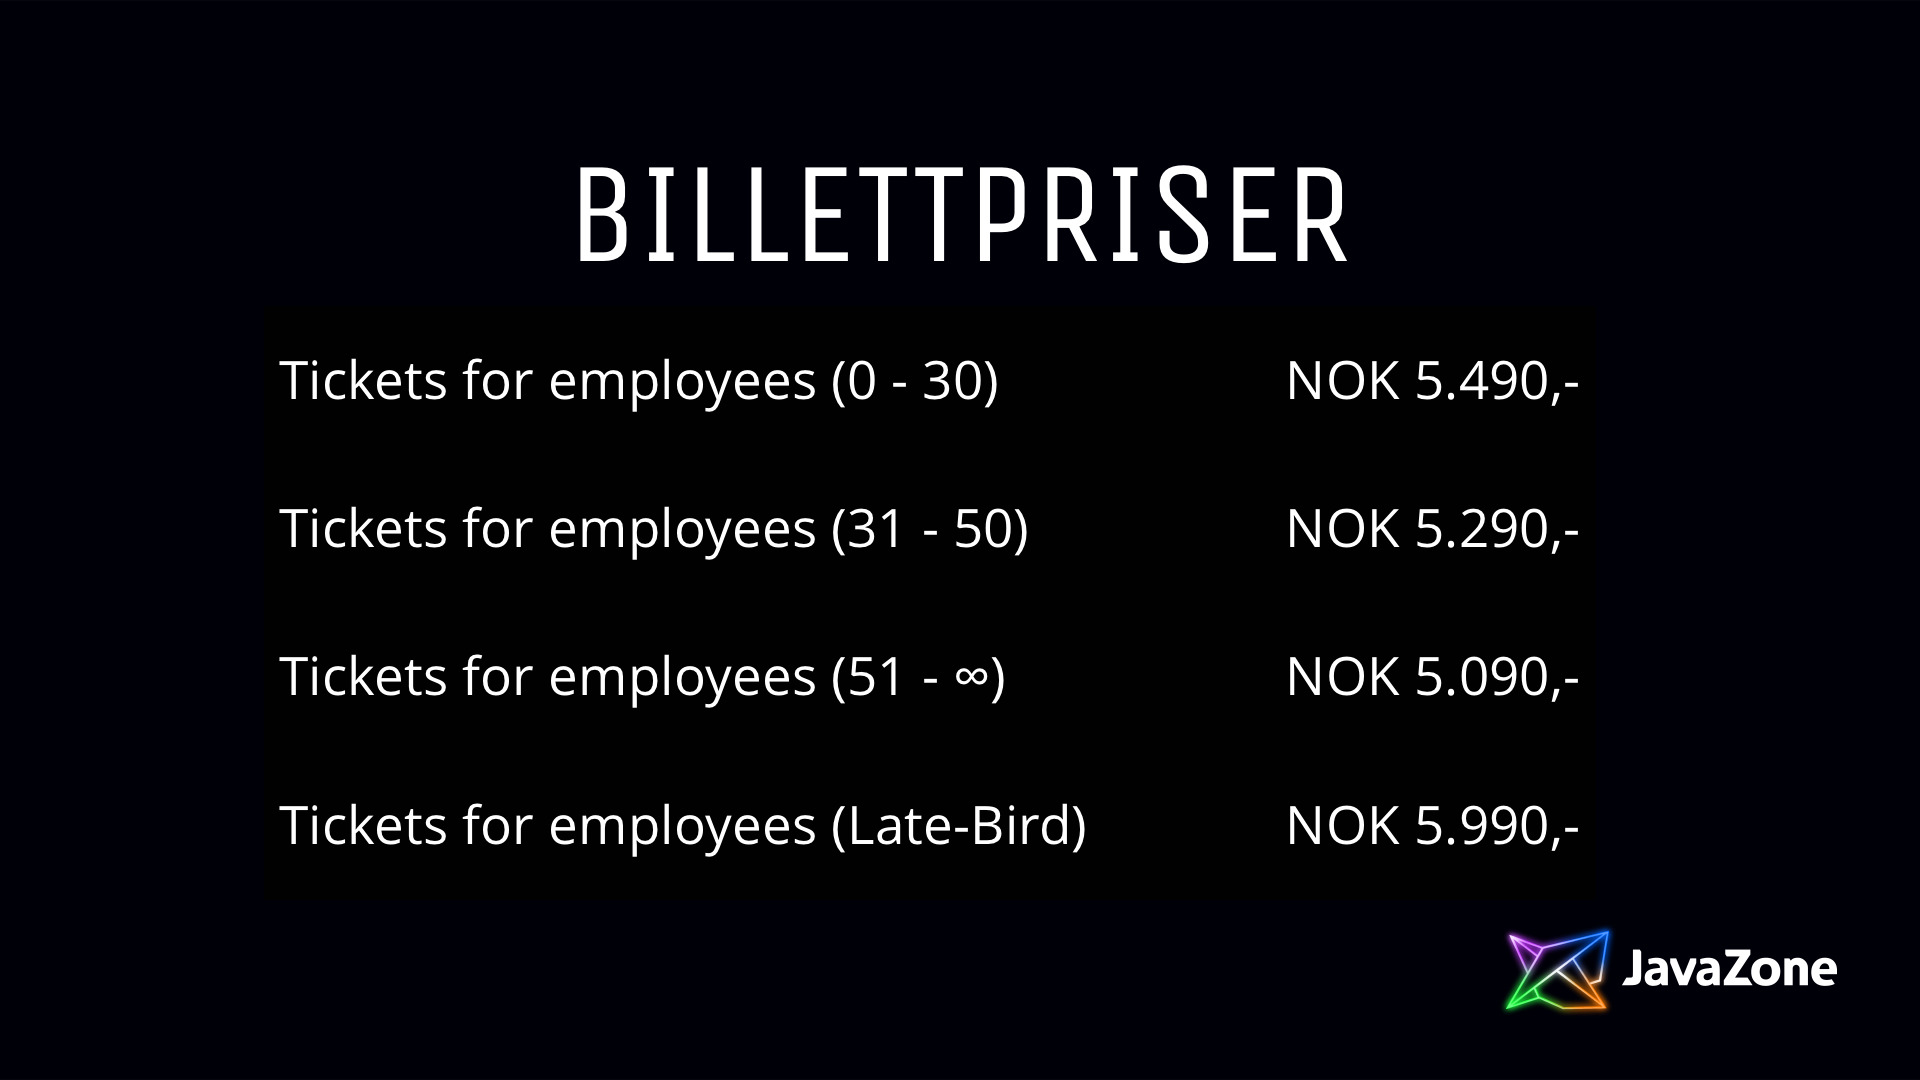 BILLETTPRISER
Tickets for employees (0 - 30) NOK 5.490,-
Tickets for employees (31 - 50) NOK 5.290,-
Tickets for employees (51 - ∞) NOK 5.090,-
Tickets for employees (Late-Bird) NOK 5.990,-
JavaZone